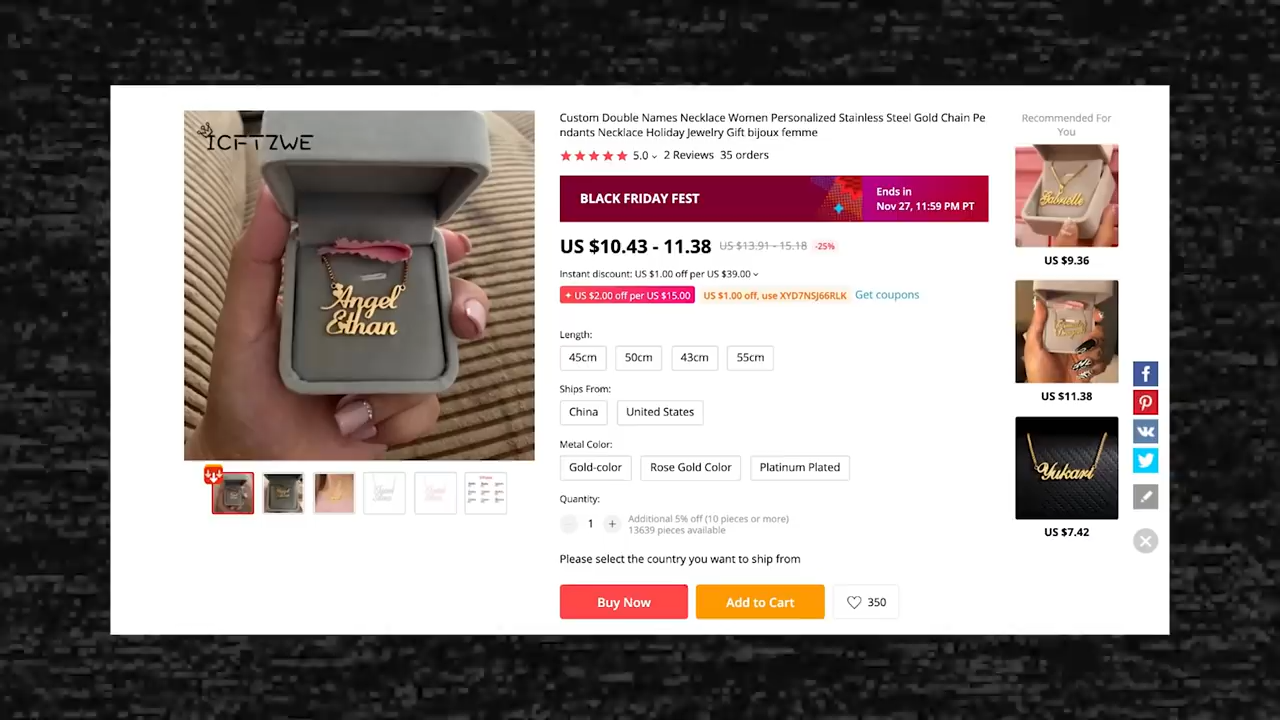 ICFTZWE
Angel
Ethan
Custom Double Names Necklace Women Personalized Stainless Steel Gold Chain Pe
ndants Necklace Holiday Jewelry Gift bijoux femme
5.0 2 Reviews 35 orders
BLACK FRIDAY FEST
Ends in
Nov 27, 11:59 PM PT
US $10.43 - 11.38 US $13.91 - 15.18 -25%
Instant discount: US $1.00 off per US $39.00
US $2.00 off per US $15.00 US $1.00 off, use XYD7NSJ66RLK Get coupons
Length:
45cm 50cm 43cm 55cm
Ships From:
China United States
Metal Color:
Gold-color Rose Gold Color Platinum Plated
Quantity:
1 + Additional 5% off (10 pieces or more)
13639 pieces available
Please select the country you want to ship from
Buy Now Add to Cart 350
Recommended For
You
Gabrielle
US $9.36
US $11.38
Yukari
US $7.42